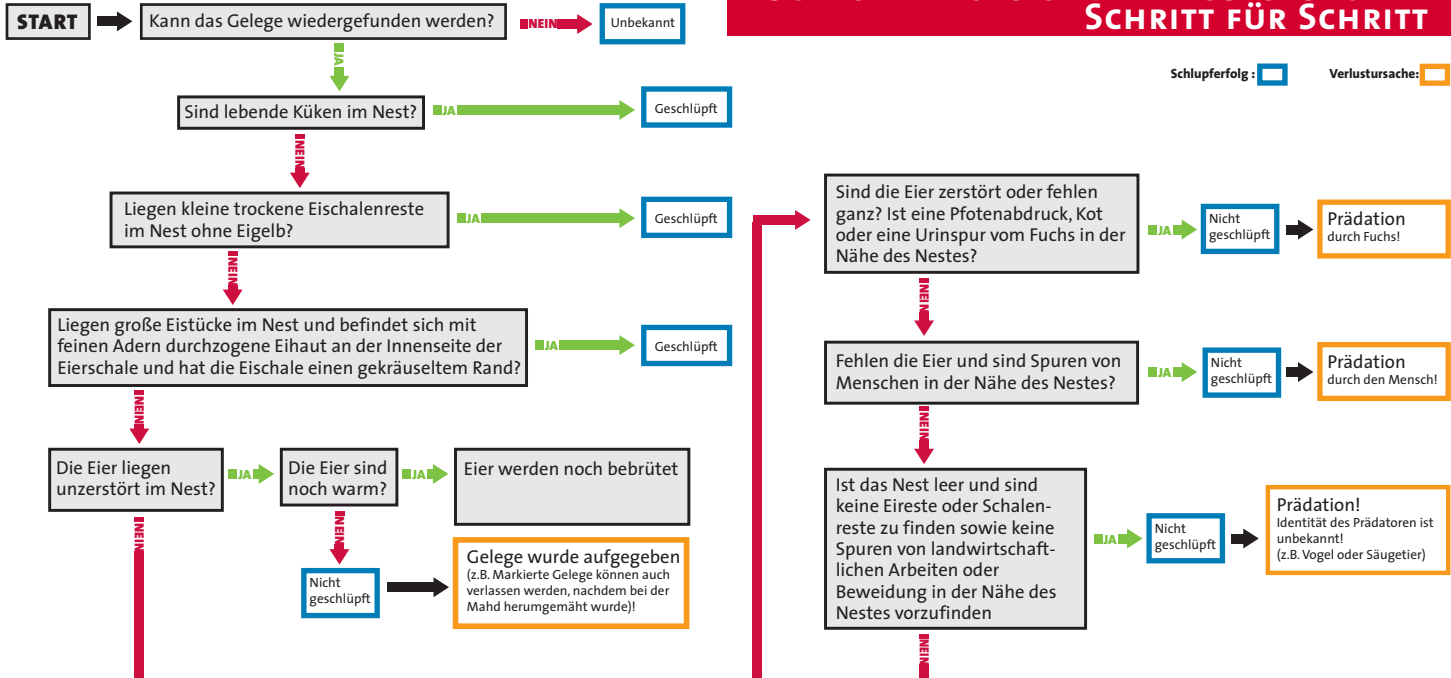 SCHRITT FÜR SCHRITT
Schlupferfolg :
Verlustursache:
START
Kann das Gelege wiedergefunden werden?
NEIN
Unbekannt
JA
Sind lebende Küken im Nest?
JA
Geschlüpft
NEIN
Liegen kleine trockene Eischalenreste
im Nest ohne Eigelb?
JA
Geschlüpft
NEIN
Liegen große Eistücke im Nest und befindet sich mit
feinen Adern durchzogene Eihaut an der Innenseite der
Eierschale und hat die Eischale einen gekräuseltem Rand?
JA
Geschlüpft
NEIN
Die Eier liegen
unzerstört im Nest?
JA
Die Eier sind
noch warm?
JA
Eier werden noch bebrütet
NEIN
NEIN
Nicht
geschlüpft
Gelege wurde aufgegeben
(z.B. Markierte Gelege können auch
verlassen werden, nachdem bei der
Mahd herumgemäht wurde)!
Sind die Eier zerstört oder fehlen
ganz? Ist eine Pfotenabdruck, Kot
oder eine Urinspur vom Fuchs in der
Nähe des Nestes?
JA
Nicht
geschlüpft
Prädation
durch Fuchs!
NEIN
Fehlen die Eier und sind Spuren von
Menschen in der Nähe des Nestes?
JA
Nicht
geschlüpft
Prädation
durch den Mensch!
NEIN
Ist das Nest leer und sind
keine Eireste oder Schalen-
reste zu finden sowie keine
Spuren von landwirtschaft-
lichen Arbeiten oder
Beweidung in der Nähe des
Nestes vorzufinden
JA
Nicht
geschlüpft
Prädation!
Identität des Prädatoren ist
unbekannt!
(z.B. Vogel oder Säugetier)
NEIN